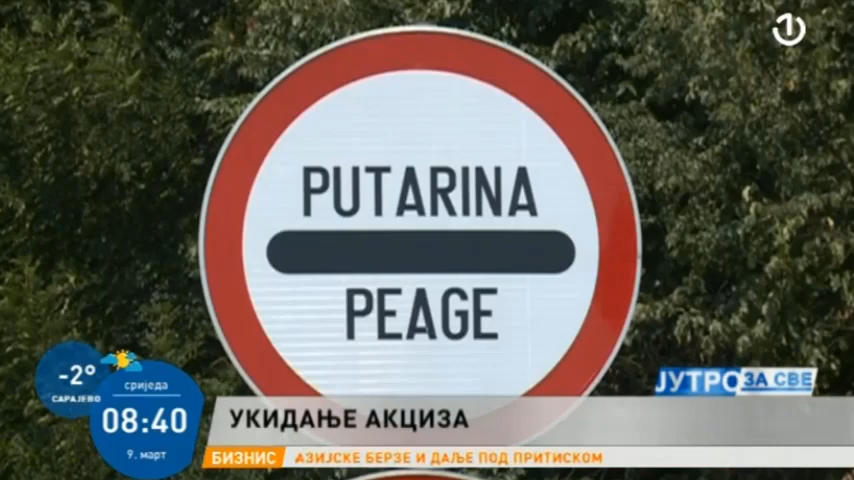 1
PUTARINA
PEAGE
-2°
САРАЈЕВО
сриједа
08:40
9. март
ЈУТРО ЗА СВЕ
УКИДАЊЕ АКЦИЗА
БИЗНИС
АЗИЈСКЕ БЕРЗЕ И ДАЉЕ ПОД ПРИТИСКОМ